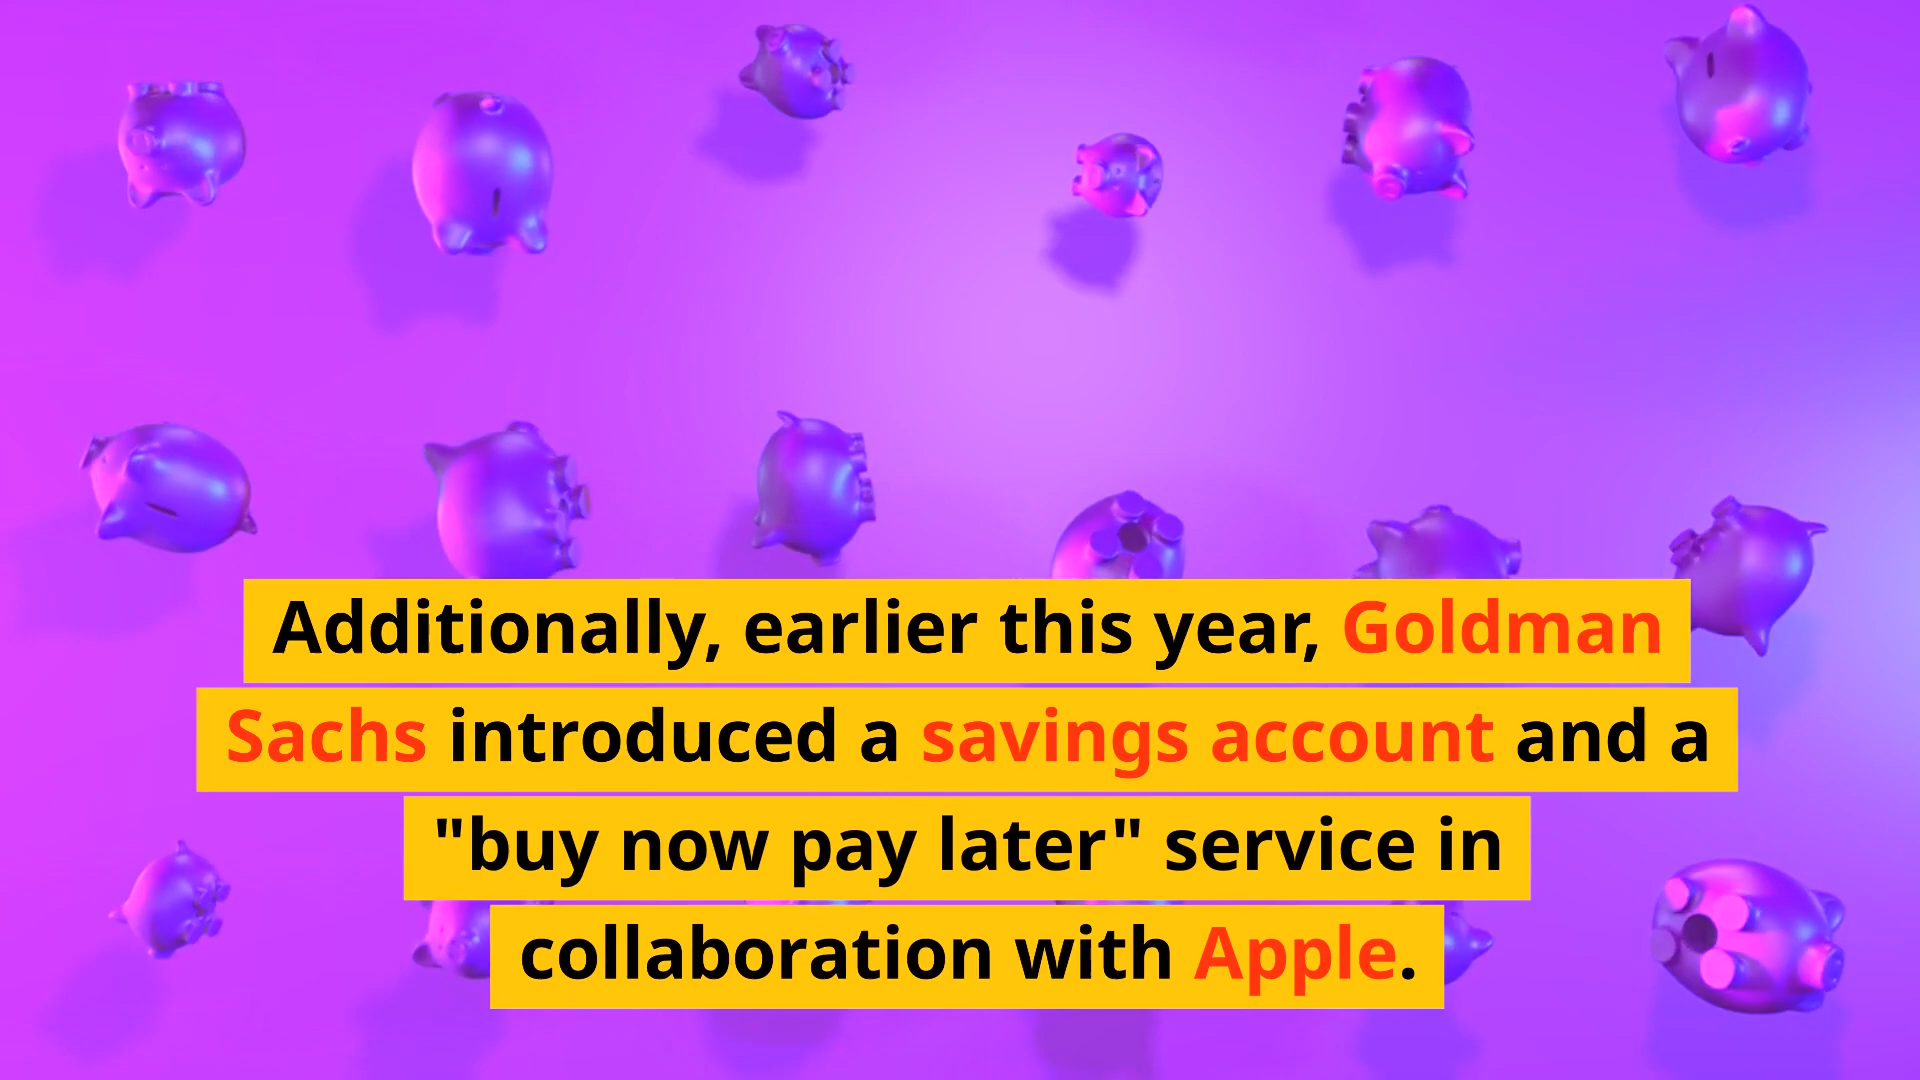 Additionally, earlier this year, Goldman
Sachs introduced a savings account and a
"buy now pay later" service in
collaboration with Apple.